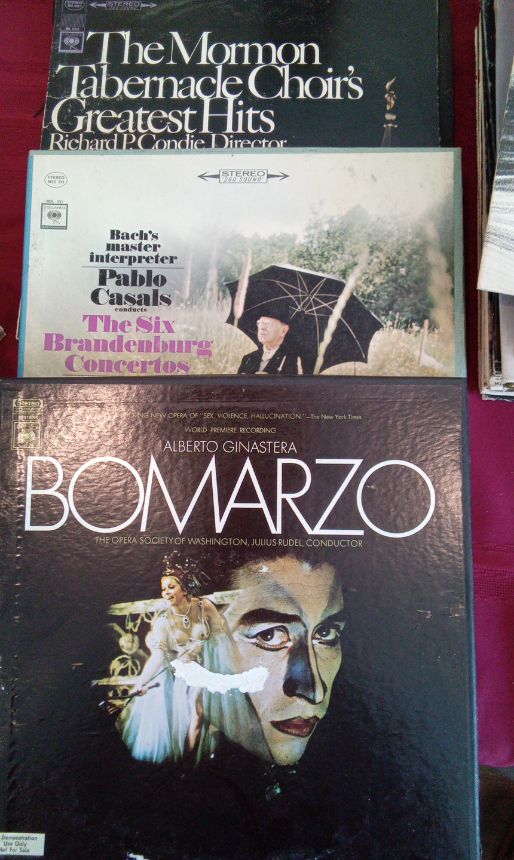 STEREO
The Mormon
Tabernacle Choir's
Greatest Hits
Richard P. Condie, Director
STEREO
STEREO
360 SOUND
COLUMBIA
Bach's
master
interpreter
Pablo
Casals
conducts
The Six
Brandenburg
Concertos
Stereo
NEW OPERA OF "SEX, VIOLENCE, HALLUCINATION."—The New York Times
WORLD PREMIERE RECORDING
ALBERTO GINASTERA
BOMARZO
THE OPERA SOCIETY OF WASHINGTON, JULIUS RUDEL, CONDUCTOR
Demonstration
Use Only
Not For Sale